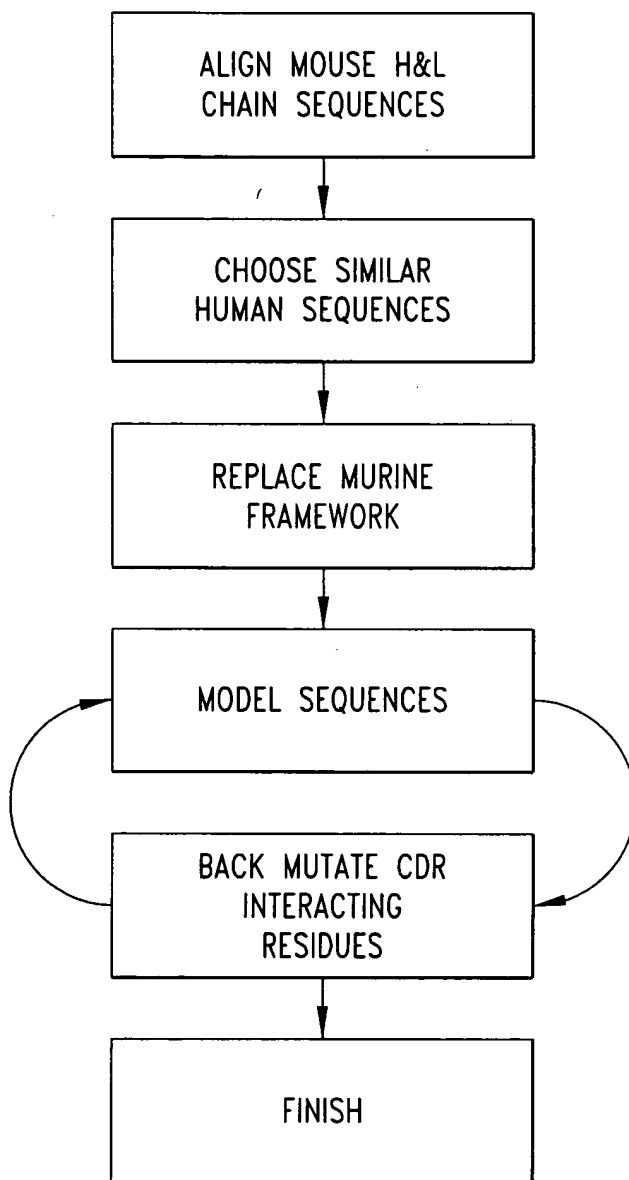 ALIGN MOUSE H&L
CHAIN SEQUENCES
CHOOSE SIMILAR
HUMAN SEQUENCES
REPLACE MURINE
FRAMEWORK
MODEL SEQUENCES
BACK MUTATE CDR
INTERACTING
RESIDUES
FINISH